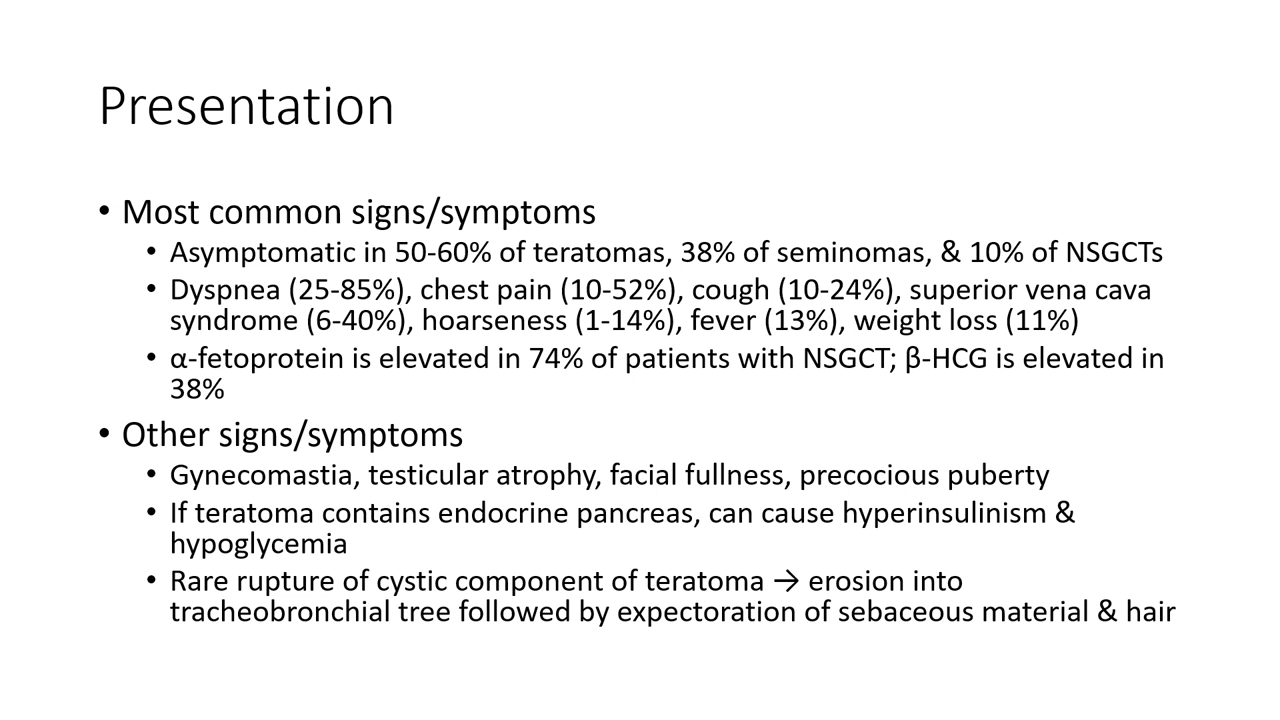 Presentation
• Most common signs/symptoms
• Asymptomatic in 50-60% of teratomas, 38% of seminomas, & 10% of NSGCTs
• Dyspnea (25-85%), chest pain (10-52%), cough (10-24%), superior vena cava
syndrome (6-40%), hoarseness (1-14%), fever (13%), weight loss (11%)
• α-fetoprotein is elevated in 74% of patients with NSGCT; β-HCG is elevated in
38%
• Other signs/symptoms
• Gynecomastia, testicular atrophy, facial fullness, precocious puberty
• If teratoma contains endocrine pancreas, can cause hyperinsulinism &
hypoglycemia
• Rare rupture of cystic component of teratoma → erosion into
tracheobronchial tree followed by expectoration of sebaceous material & hair